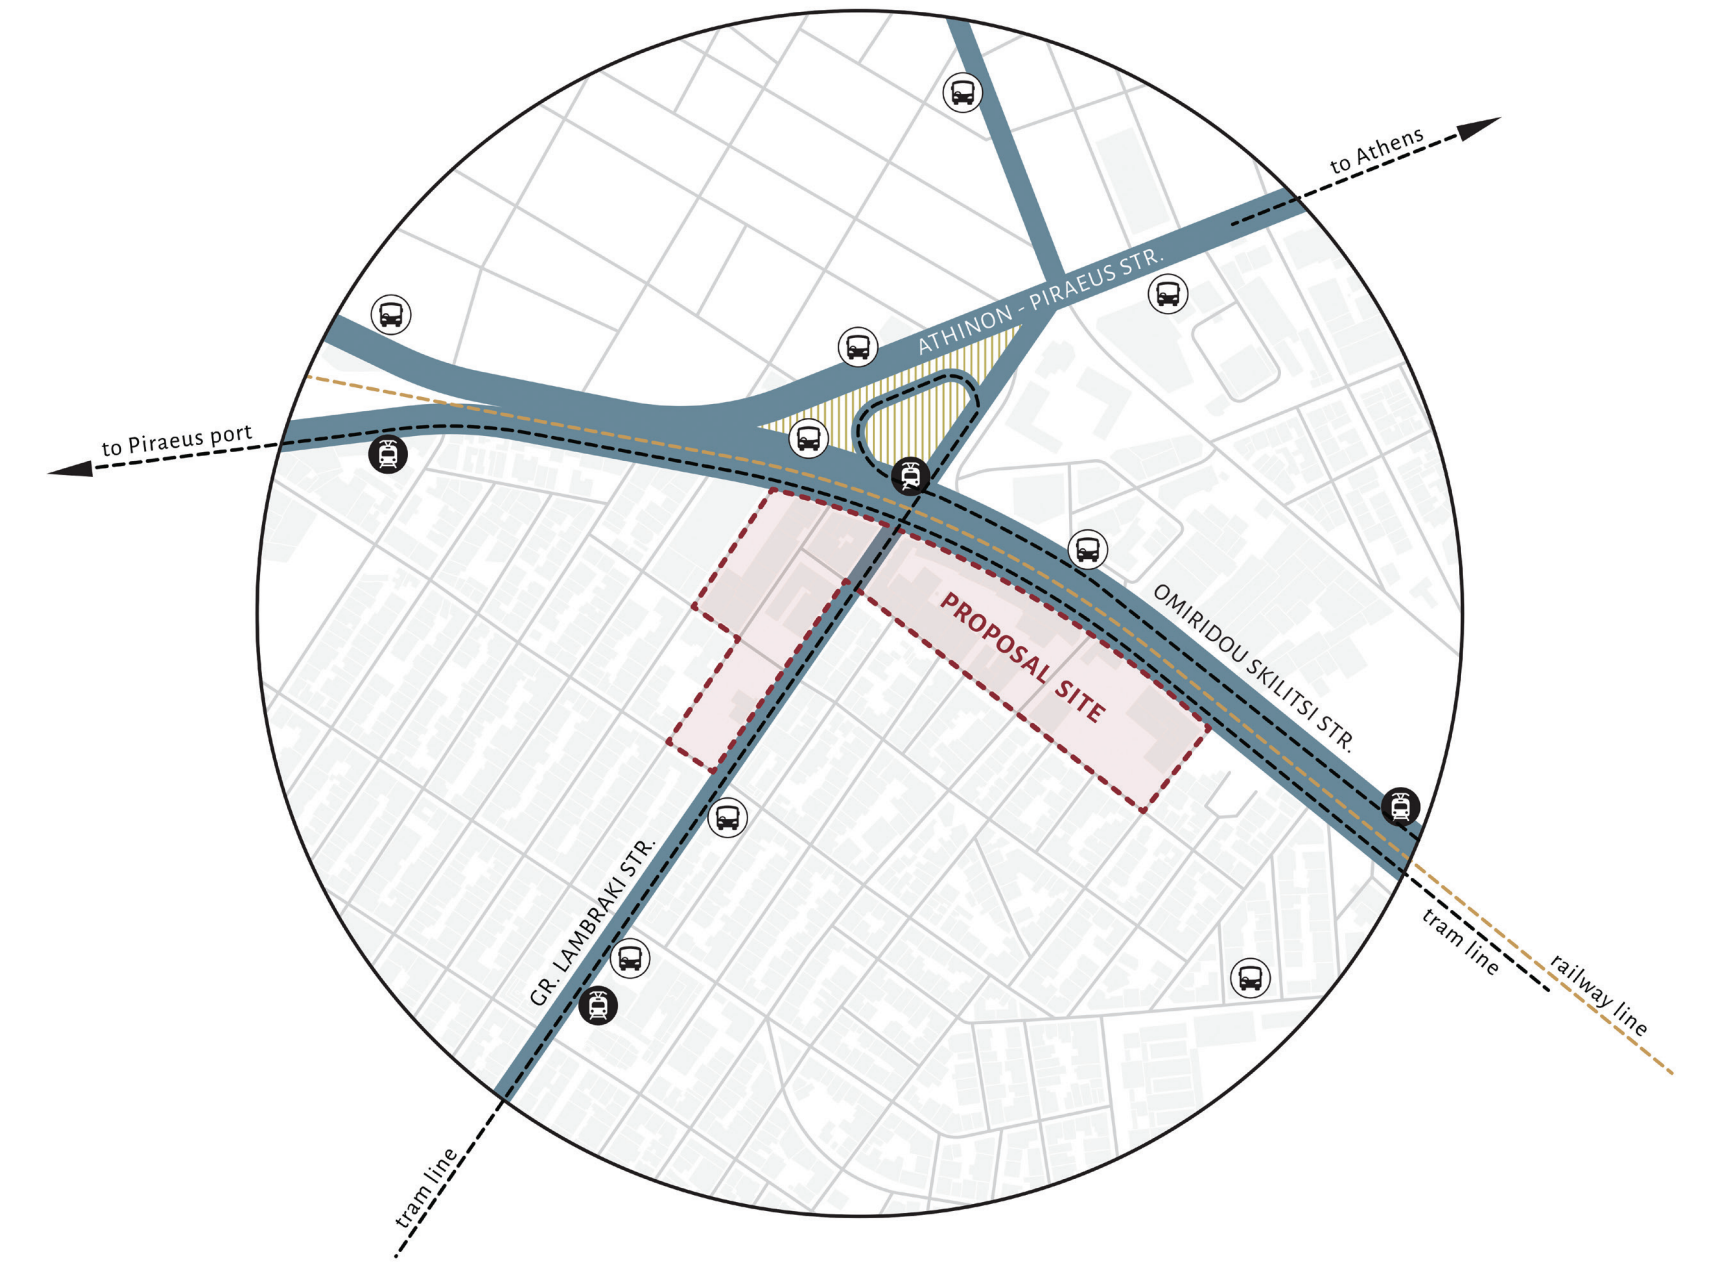 to Athens
ATHINON - PIRAEUS STR.
to Piraeus port
PROPOSAL SITE
OMIRIDOU SKILITSI STR.
GR. LAMBRAKI STR.
tram line
railway line
tram line